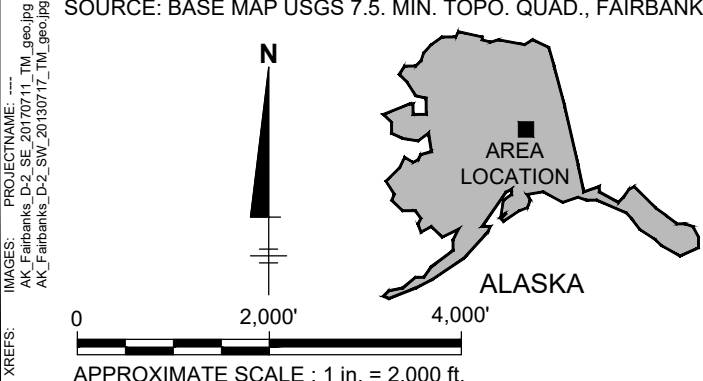 SOURCE: BASE MAP USGS 7.5. MIN. TOPO. QUAD., FAIRBANK
N
AREA
LOCATION
ALASKA
0 2,000' 4,000'
APPROXIMATE SCALE : 1 in. = 2,000 ft.
XREFS: IMAGES: PROJECTNAME: ----
AK_Fairbanks_D-2_SE_20170711_TM_geo.jpg
AK_Fairbanks_D-2_SW_20130717_TM_geo.jpg